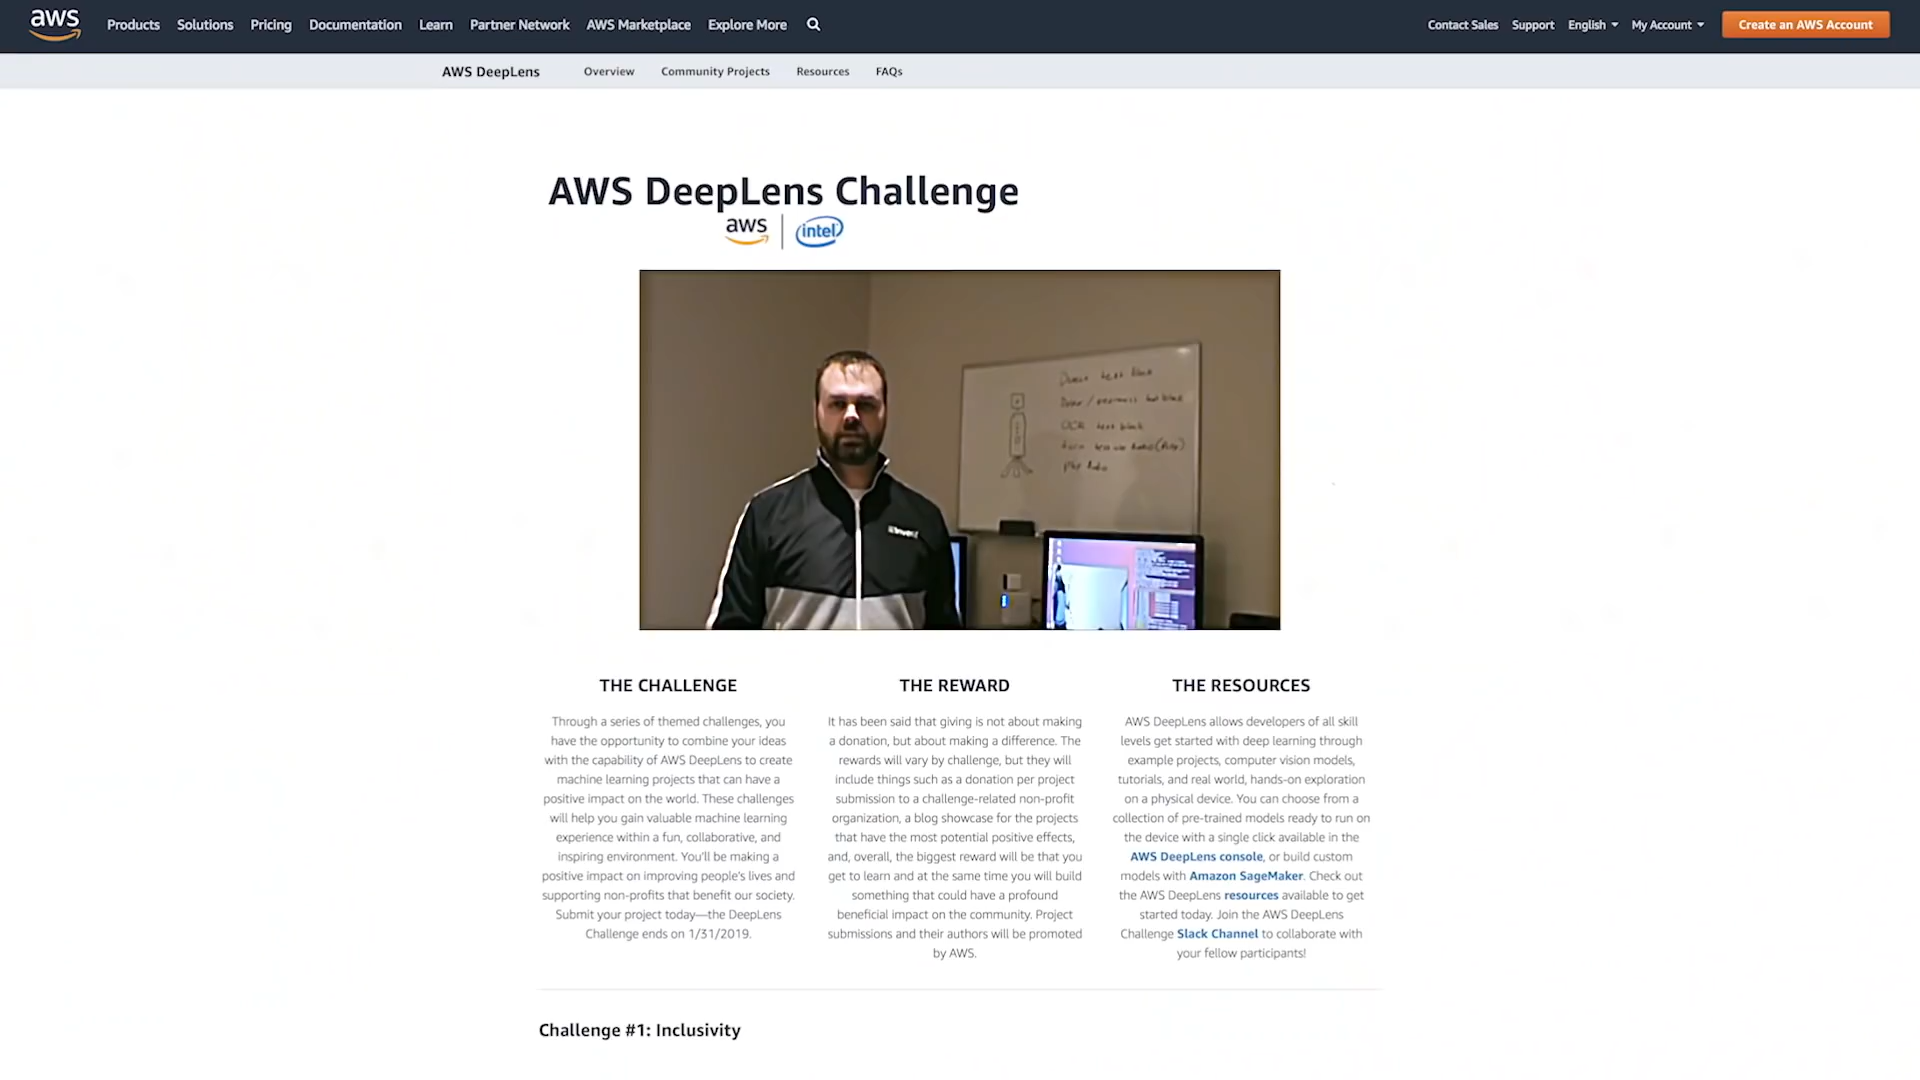 aws Products Solutions Pricing Documentation Learn Partner Network AWS Marketplace Explore More Contact Sales Support English My Account Create an AWS Account
AWS DeepLens Overview Community Projects Resources FAQs
AWS DeepLens Challenge
aws intel
text
OCR text block
THE CHALLENGE
Through a series of themed challenges, you
have the opportunity to combine your ideas
with the capability of AWS DeepLens to create
machine learning projects that can have a
positive impact on the world. These challenges
will help you gain valuable machine learning
experience within a fun, collaborative, and
inspiring environment. You'll be making a
positive impact on improving people's lives and
supporting non-profits that benefit our society.
Submit your project today—the DeepLens
Challenge ends on 1/31/2019.
THE REWARD
It has been said that giving is not about making
a donation, but about making a difference. The
rewards will vary by challenge, but they will
include things such as a donation per project
submission to a challenge-related non-profit
organization, a blog showcase for the projects
that have the most potential positive effects,
and, overall, the biggest reward will be that you
get to learn and at the same time you will build
something that could have a profound
beneficial impact on the community. Project
submissions and their authors will be promoted
by AWS.
THE RESOURCES
AWS DeepLens allows developers of all skill
levels get started with deep learning through
example projects, computer vision models,
tutorials, and real world, hands-on exploration
on a physical device. You can choose from a
collection of pre-trained models ready to run on
the device with a single click available in the
AWS DeepLens console, or build custom
models with Amazon SageMaker. Check out
the AWS DeepLens resources available to get
started today. Join the AWS DeepLens
Challenge Slack Channel to collaborate with
your fellow participants!
Challenge #1: Inclusivity